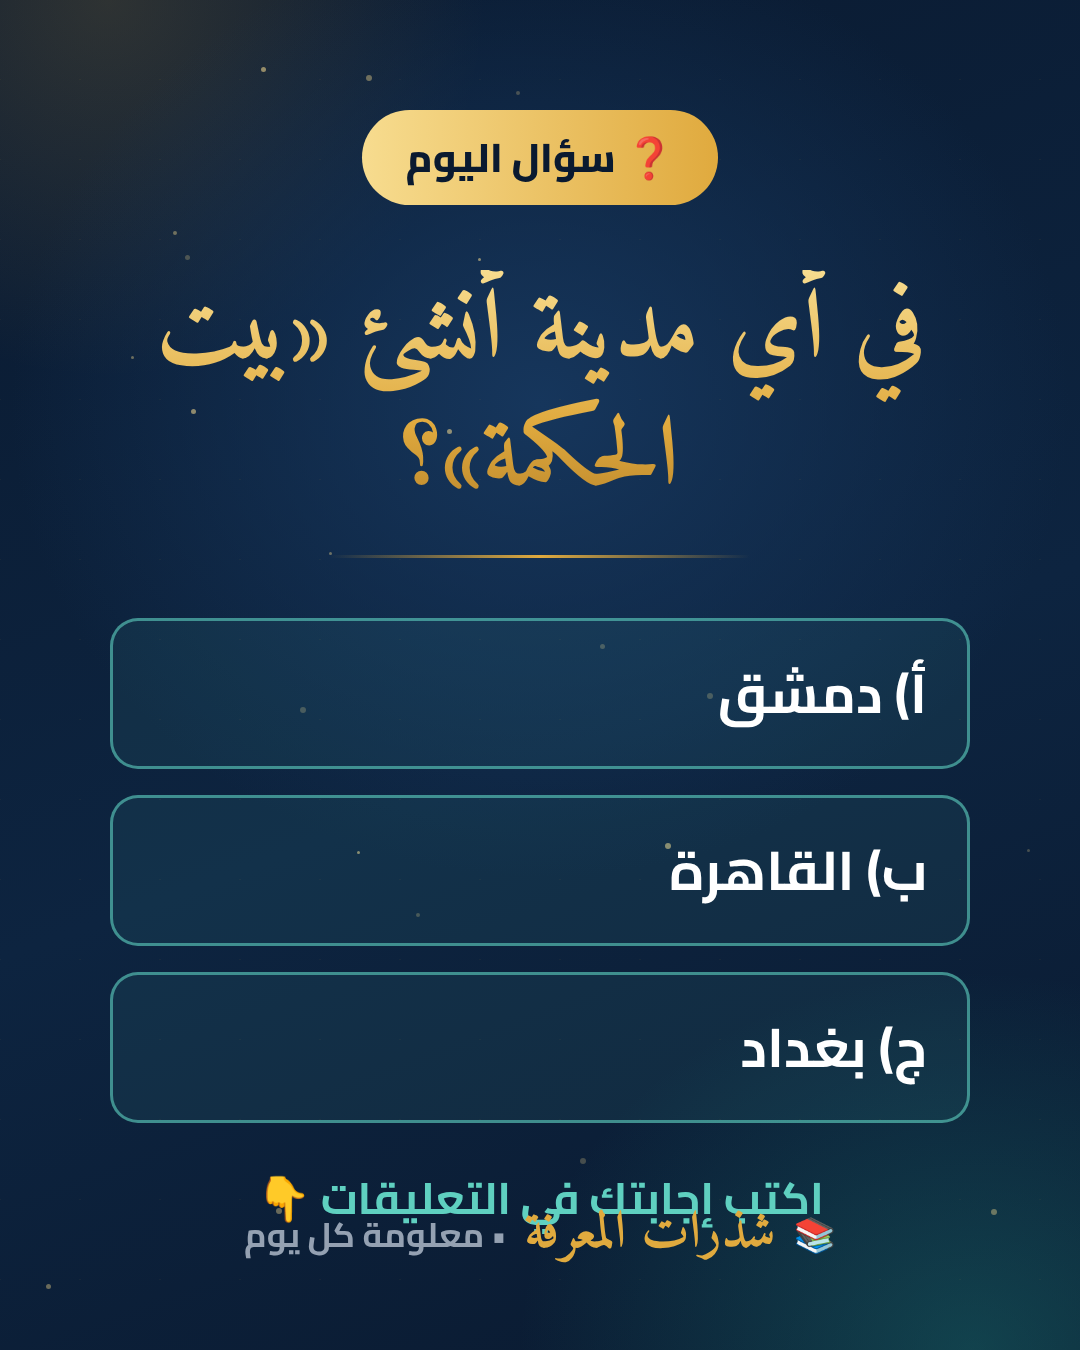 ❓ سؤال اليوم
في أي مدينة أُنشئ «بيت
الحكمة»؟
أ) دمشق
ب) القاهرة
ج) بغداد
اكتب إجابتك في التعليقات 👇
📚 شذرات المعرفة ▪ معلومة كل يوم